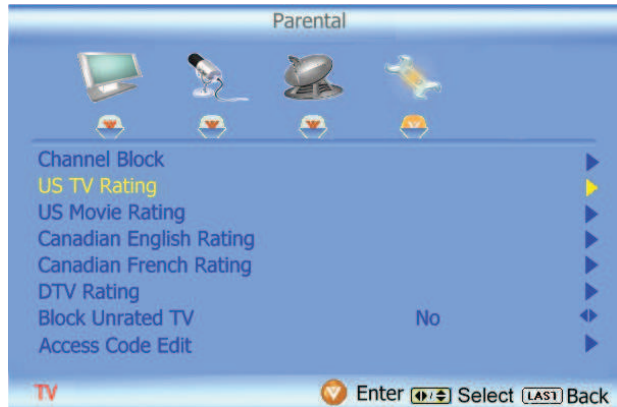 Parental
Channel Block
US TV Rating
US Movie Rating
Canadian English Rating
Canadian French Rating
DTV Rating
Block Unrated TV No
Access Code Edit
TV Enter Select LAST Back